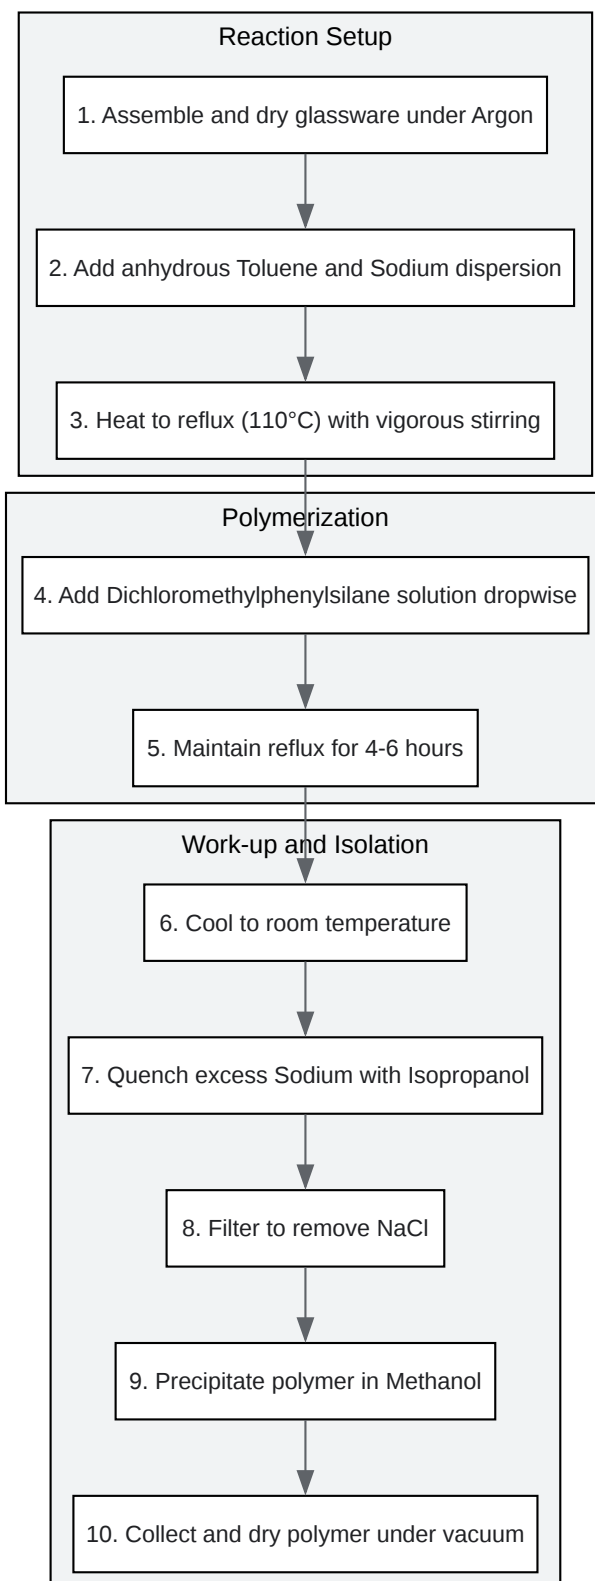 Reaction Setup
1. Assemble and dry glassware under Argon
2. Add anhydrous Toluene and Sodium dispersion
3. Heat to reflux (110°C) with vigorous stirring
Polymerization
4. Add Dichloromethylphenylsilane solution dropwise
5. Maintain reflux for 4-6 hours
Work-up and Isolation
6. Cool to room temperature
7. Quench excess Sodium with Isopropanol
8. Filter to remove NaCl
9. Precipitate polymer in Methanol
10. Collect and dry polymer under vacuum